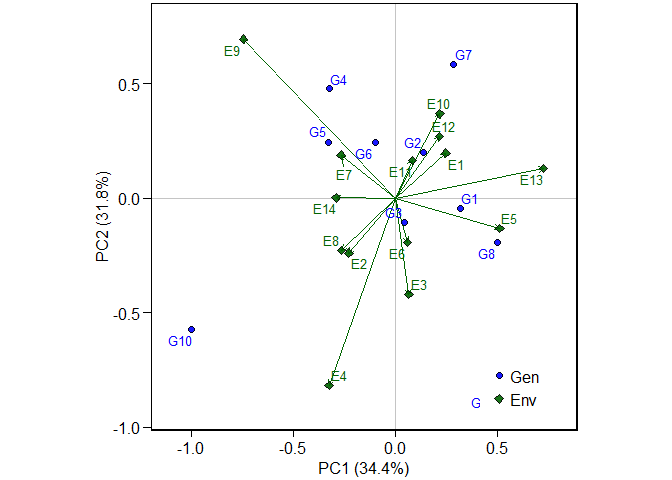 E9
G7
0.5
G4
E10
G5
E12
G2
G6
E11
E1
E7
E13
0.0
E14
G1
G3
E5
E8
E6
G8
E2
E3
PC2 (31.8%)
-0.5
G10
E4
Gen
G
Env
-1.0
-1.0
-0.5
0.0
0.5
PC1 (34.4%)